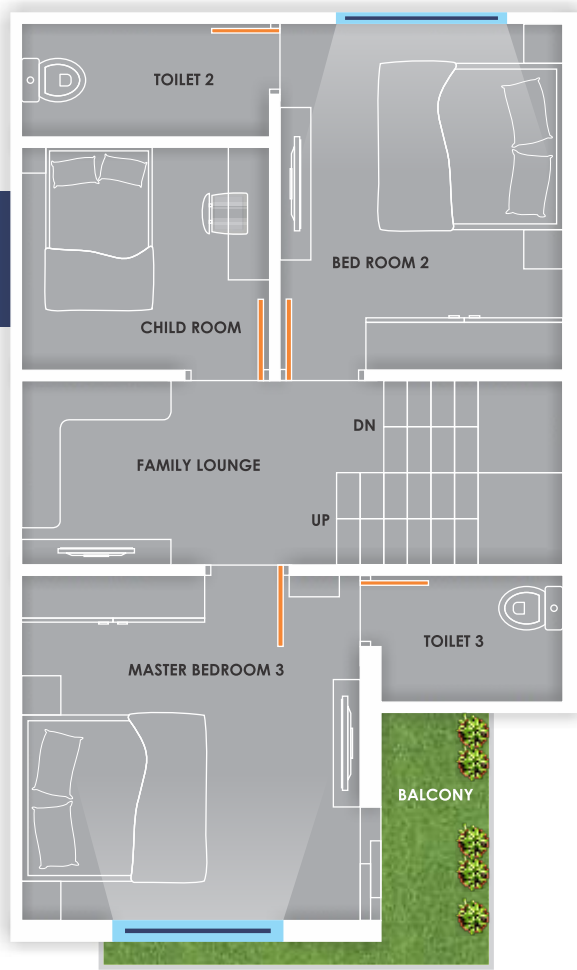 TOILET 2
BED ROOM 2
CHILD ROOM
DN
FAMILY LOUNGE
UP
TOILET 3
MASTER BEDROOM 3
BALCONY